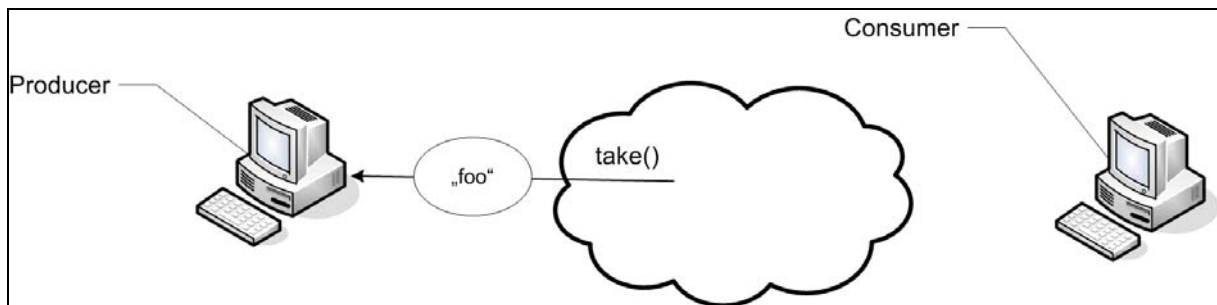 Consumer
Producer
take()
„foo“